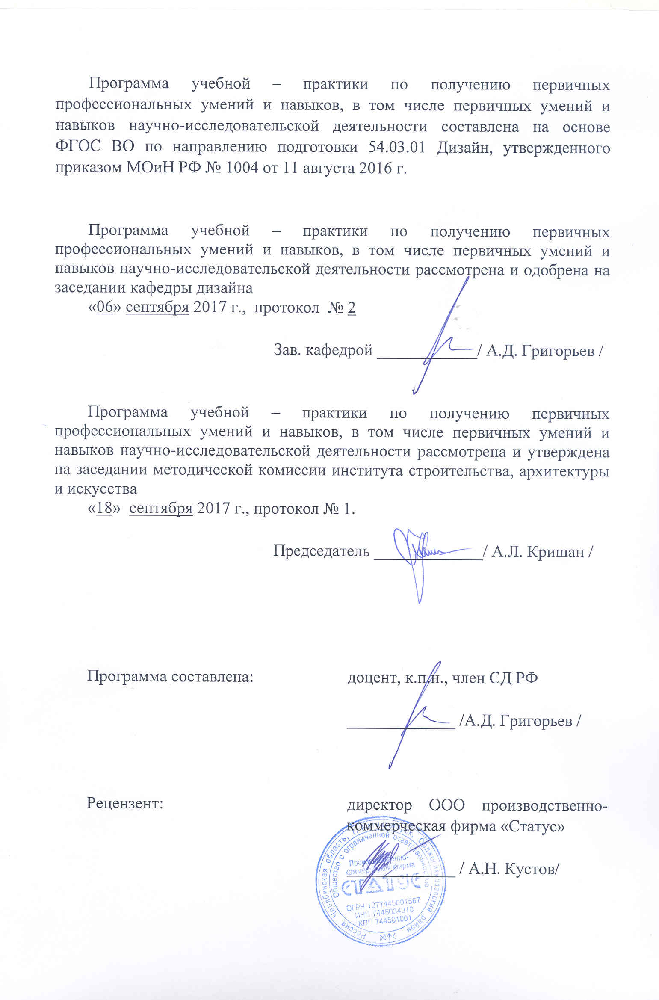 Программа учебной – практики по получению первичных
профессиональных умений и навыков, в том числе первичных умений и
навыков научно-исследовательской деятельности составлена на основе
ФГОС ВО по направлению подготовки 54.03.01 Дизайн, утвержденного
приказом МОиН РФ № 1004 от 11 августа 2016 г.
Программа учебной – практики по получению первичных
профессиональных умений и навыков, в том числе первичных умений и
навыков научно-исследовательской деятельности рассмотрена и одобрена на
заседании кафедры дизайна
«06» сентября 2017 г., протокол № 2
Зав. кафедрой ____________/ А.Д. Григорьев /
Программа учебной – практики по получению первичных
профессиональных умений и навыков, в том числе первичных умений и
навыков научно-исследовательской деятельности рассмотрена и утверждена
на заседании методической комиссии института строительства, архитектуры
и искусства
«18» сентября 2017 г., протокол № 1.
Председатель _____________/ А.Л. Кришан /
Программа составлена: доцент, к.п.н., член СД РФ
_____________ /А.Д. Григорьев /
Рецензент: директор ООО производственно-
коммерческая фирма «Статус»
_____________ / А.Н. Кустов/
Россия, Челябинская область, г. Магнитогорск, Орджоникидзевский район
Общество с ограниченной ответственностью
Производственно-
коммерческая фирма
СТАТУС
ОГРН 1077445001567
ИНН 7445034310
КПП 744501001